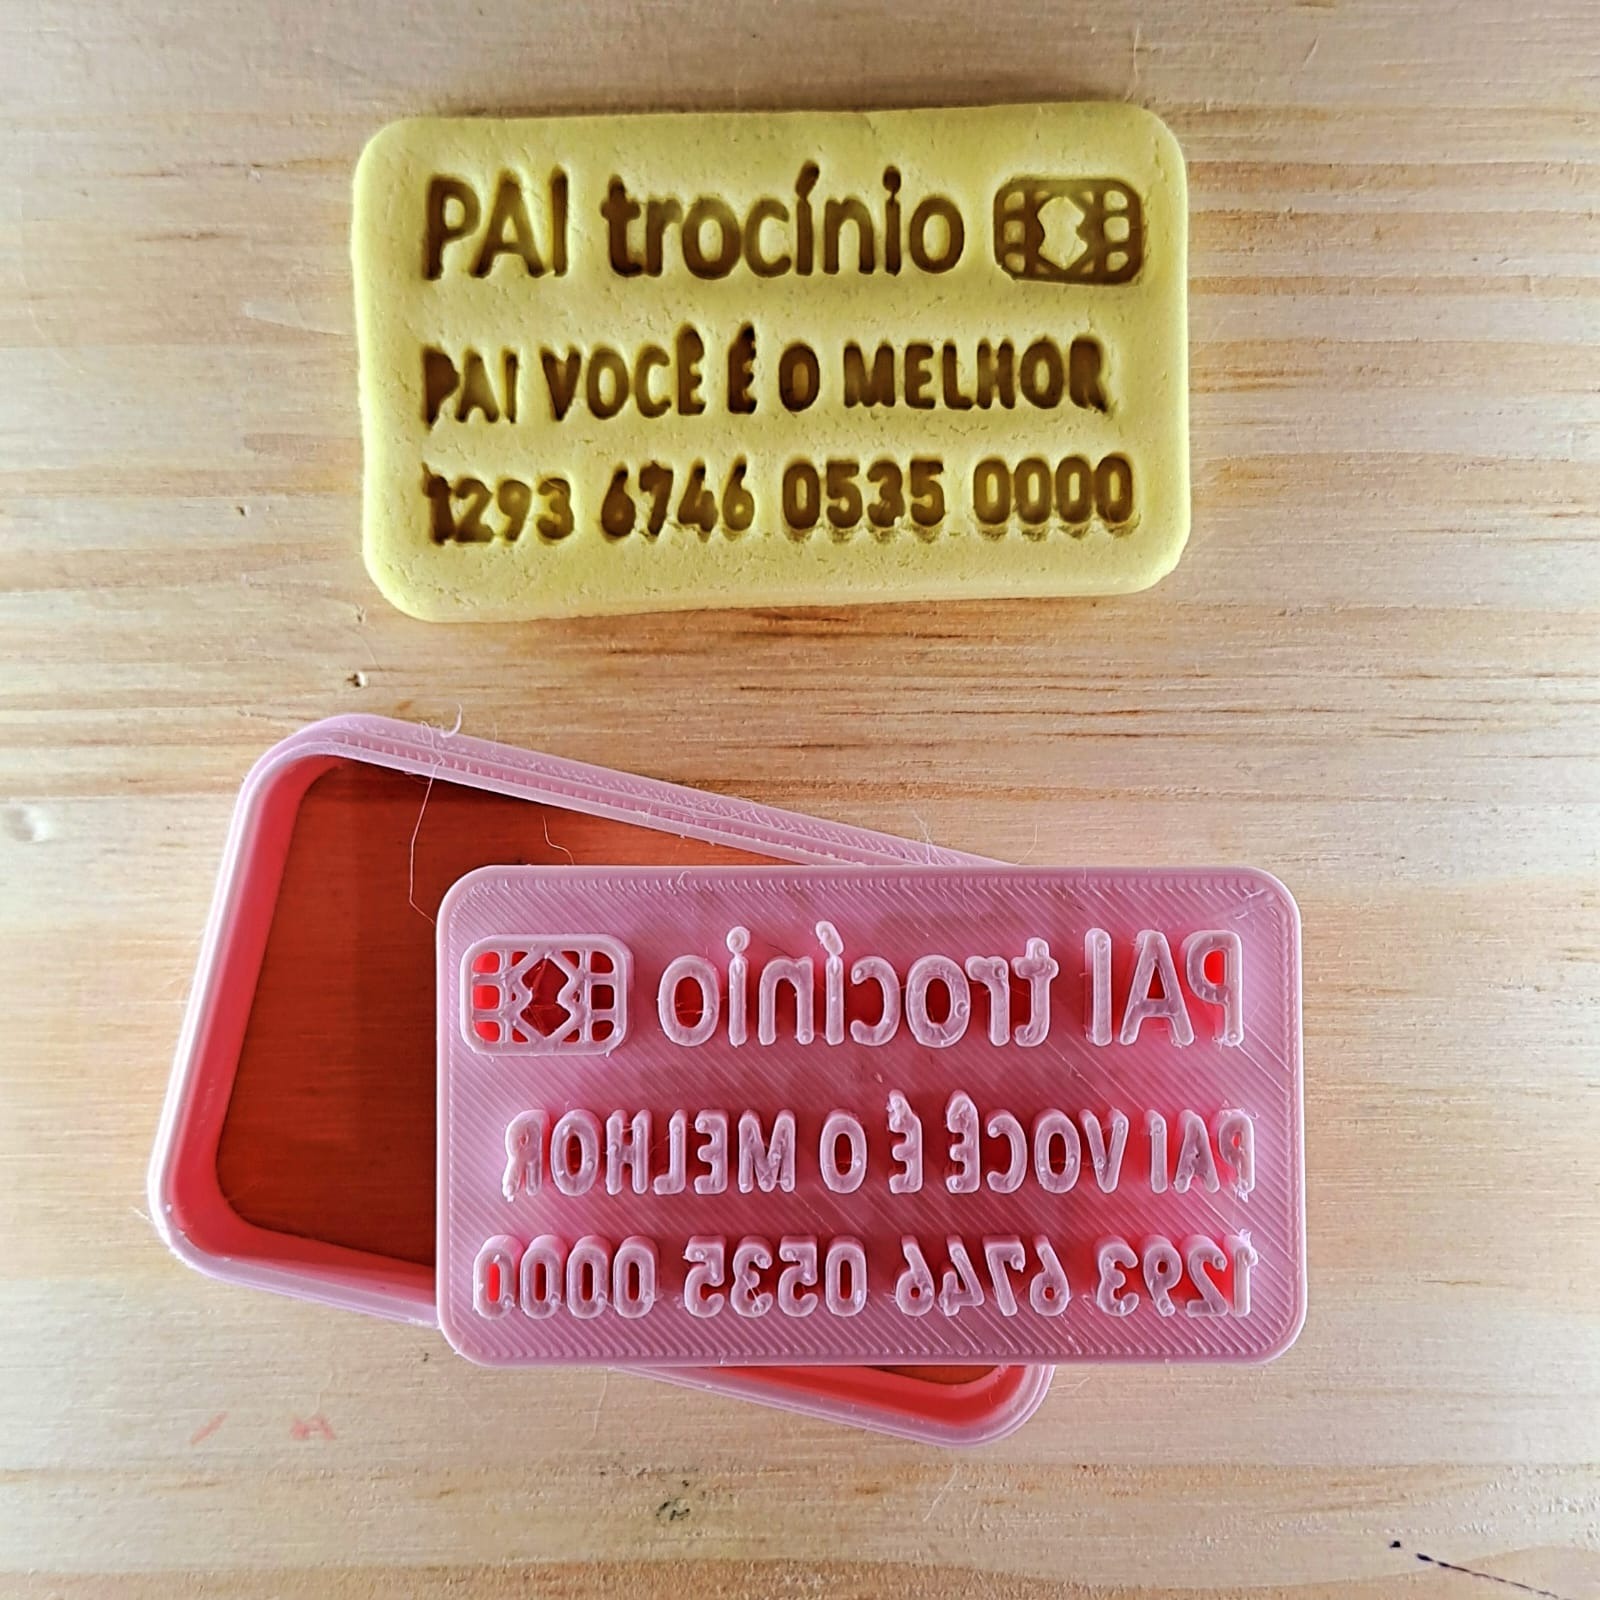 PAI trocínio
PAI VOCÊ É O MELHOR
1293 6746 0535 0000
PAI trocínio
PAI VOCÊ É O MELHOR
1293 6746 0535 0000